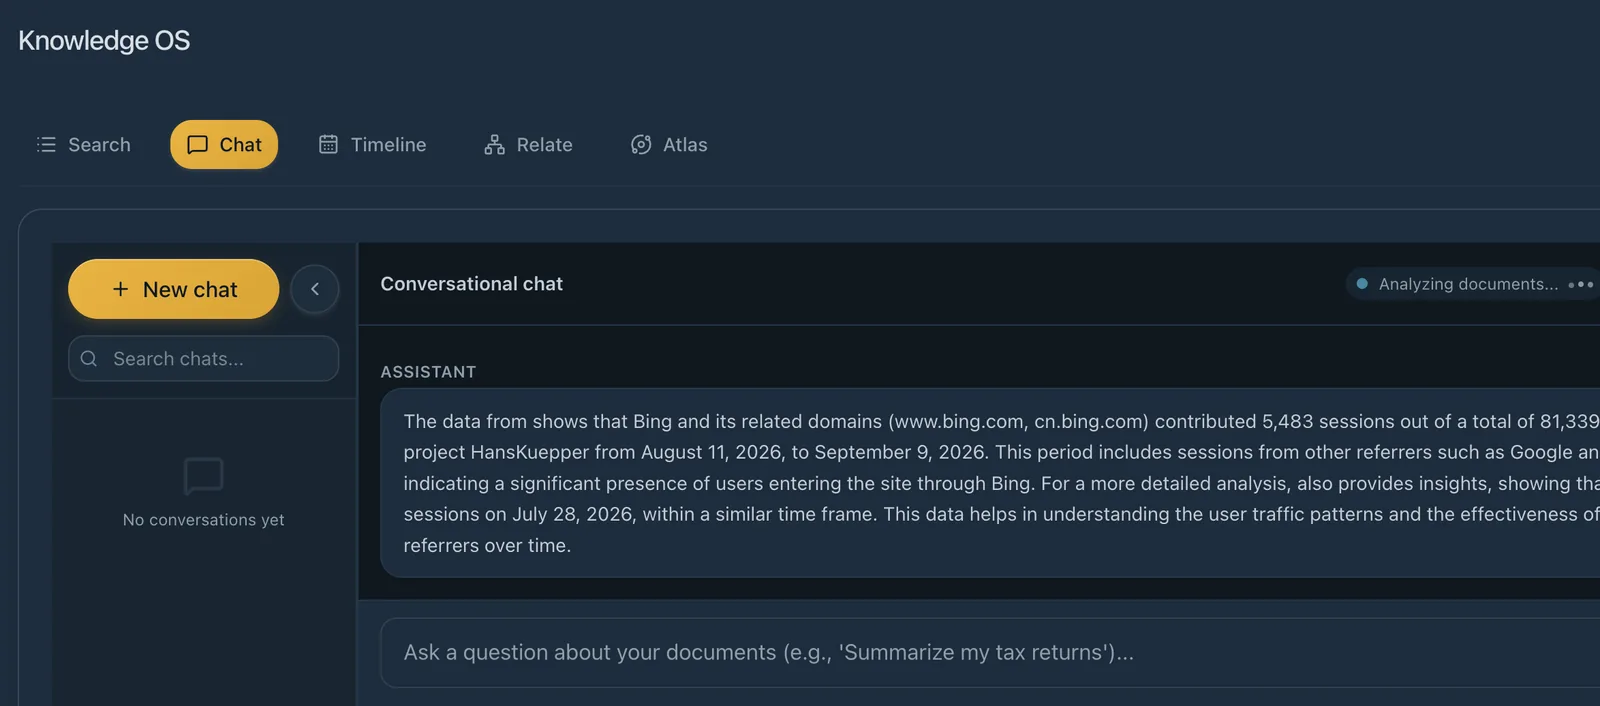 Knowledge OS
Search
Chat
Timeline
Relate
Atlas
+ New chat
Search chats...
No conversations yet
Conversational chat
Analyzing documents...
ASSISTANT
The data from shows that Bing and its related domains (www.bing.com, cn.bing.com) contributed 5,483 sessions out of a total of 81,339
project HansKuepper from August 11, 2026, to September 9, 2026. This period includes sessions from other referrers such as Google an
indicating a significant presence of users entering the site through Bing. For a more detailed analysis, also provides insights, showing tha
sessions on July 28, 2026, within a similar time frame. This data helps in understanding the user traffic patterns and the effectiveness of
referrers over time.
Ask a question about your documents (e.g., 'Summarize my tax returns')...